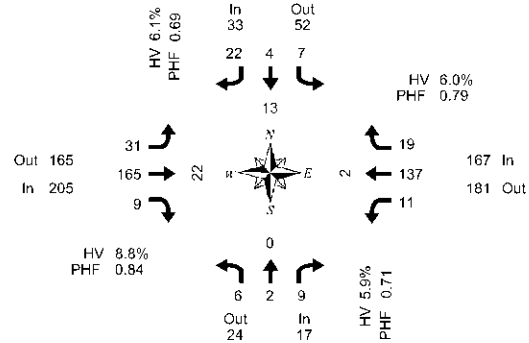 In Out
33 52
HV 6.1%
PHF 0.69
22 4 7
HV 6.0%
PHF 0.79
13
31
19
Out 165
165
22
N
W E
S
2
137
167 In
In 205
9
11
181 Out
0
HV 8.8%
PHF 0.84
HV 5.9%
PHF 0.71
6 2 9
Out In
24 17